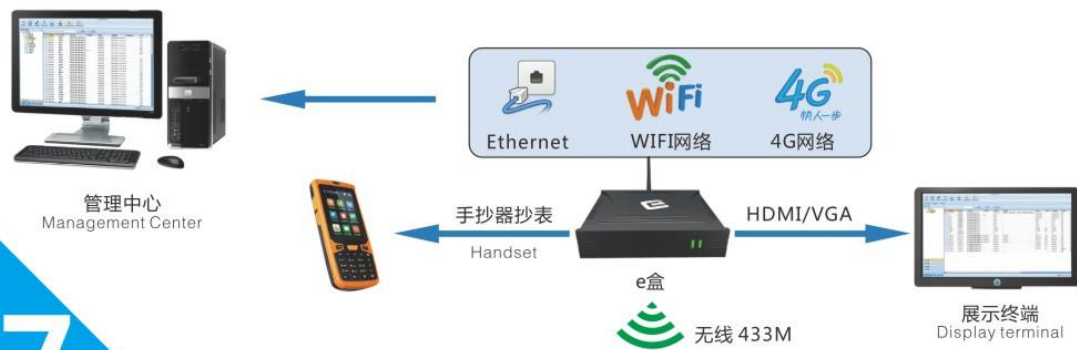 WiFi
4G
快人一步
Ethernet
WIFI网络
4G网络
管理中心
Management Center
手抄器抄表
Handset
HDMI/VGA
e盒
无线 433M
展示终端
Display terminal
7